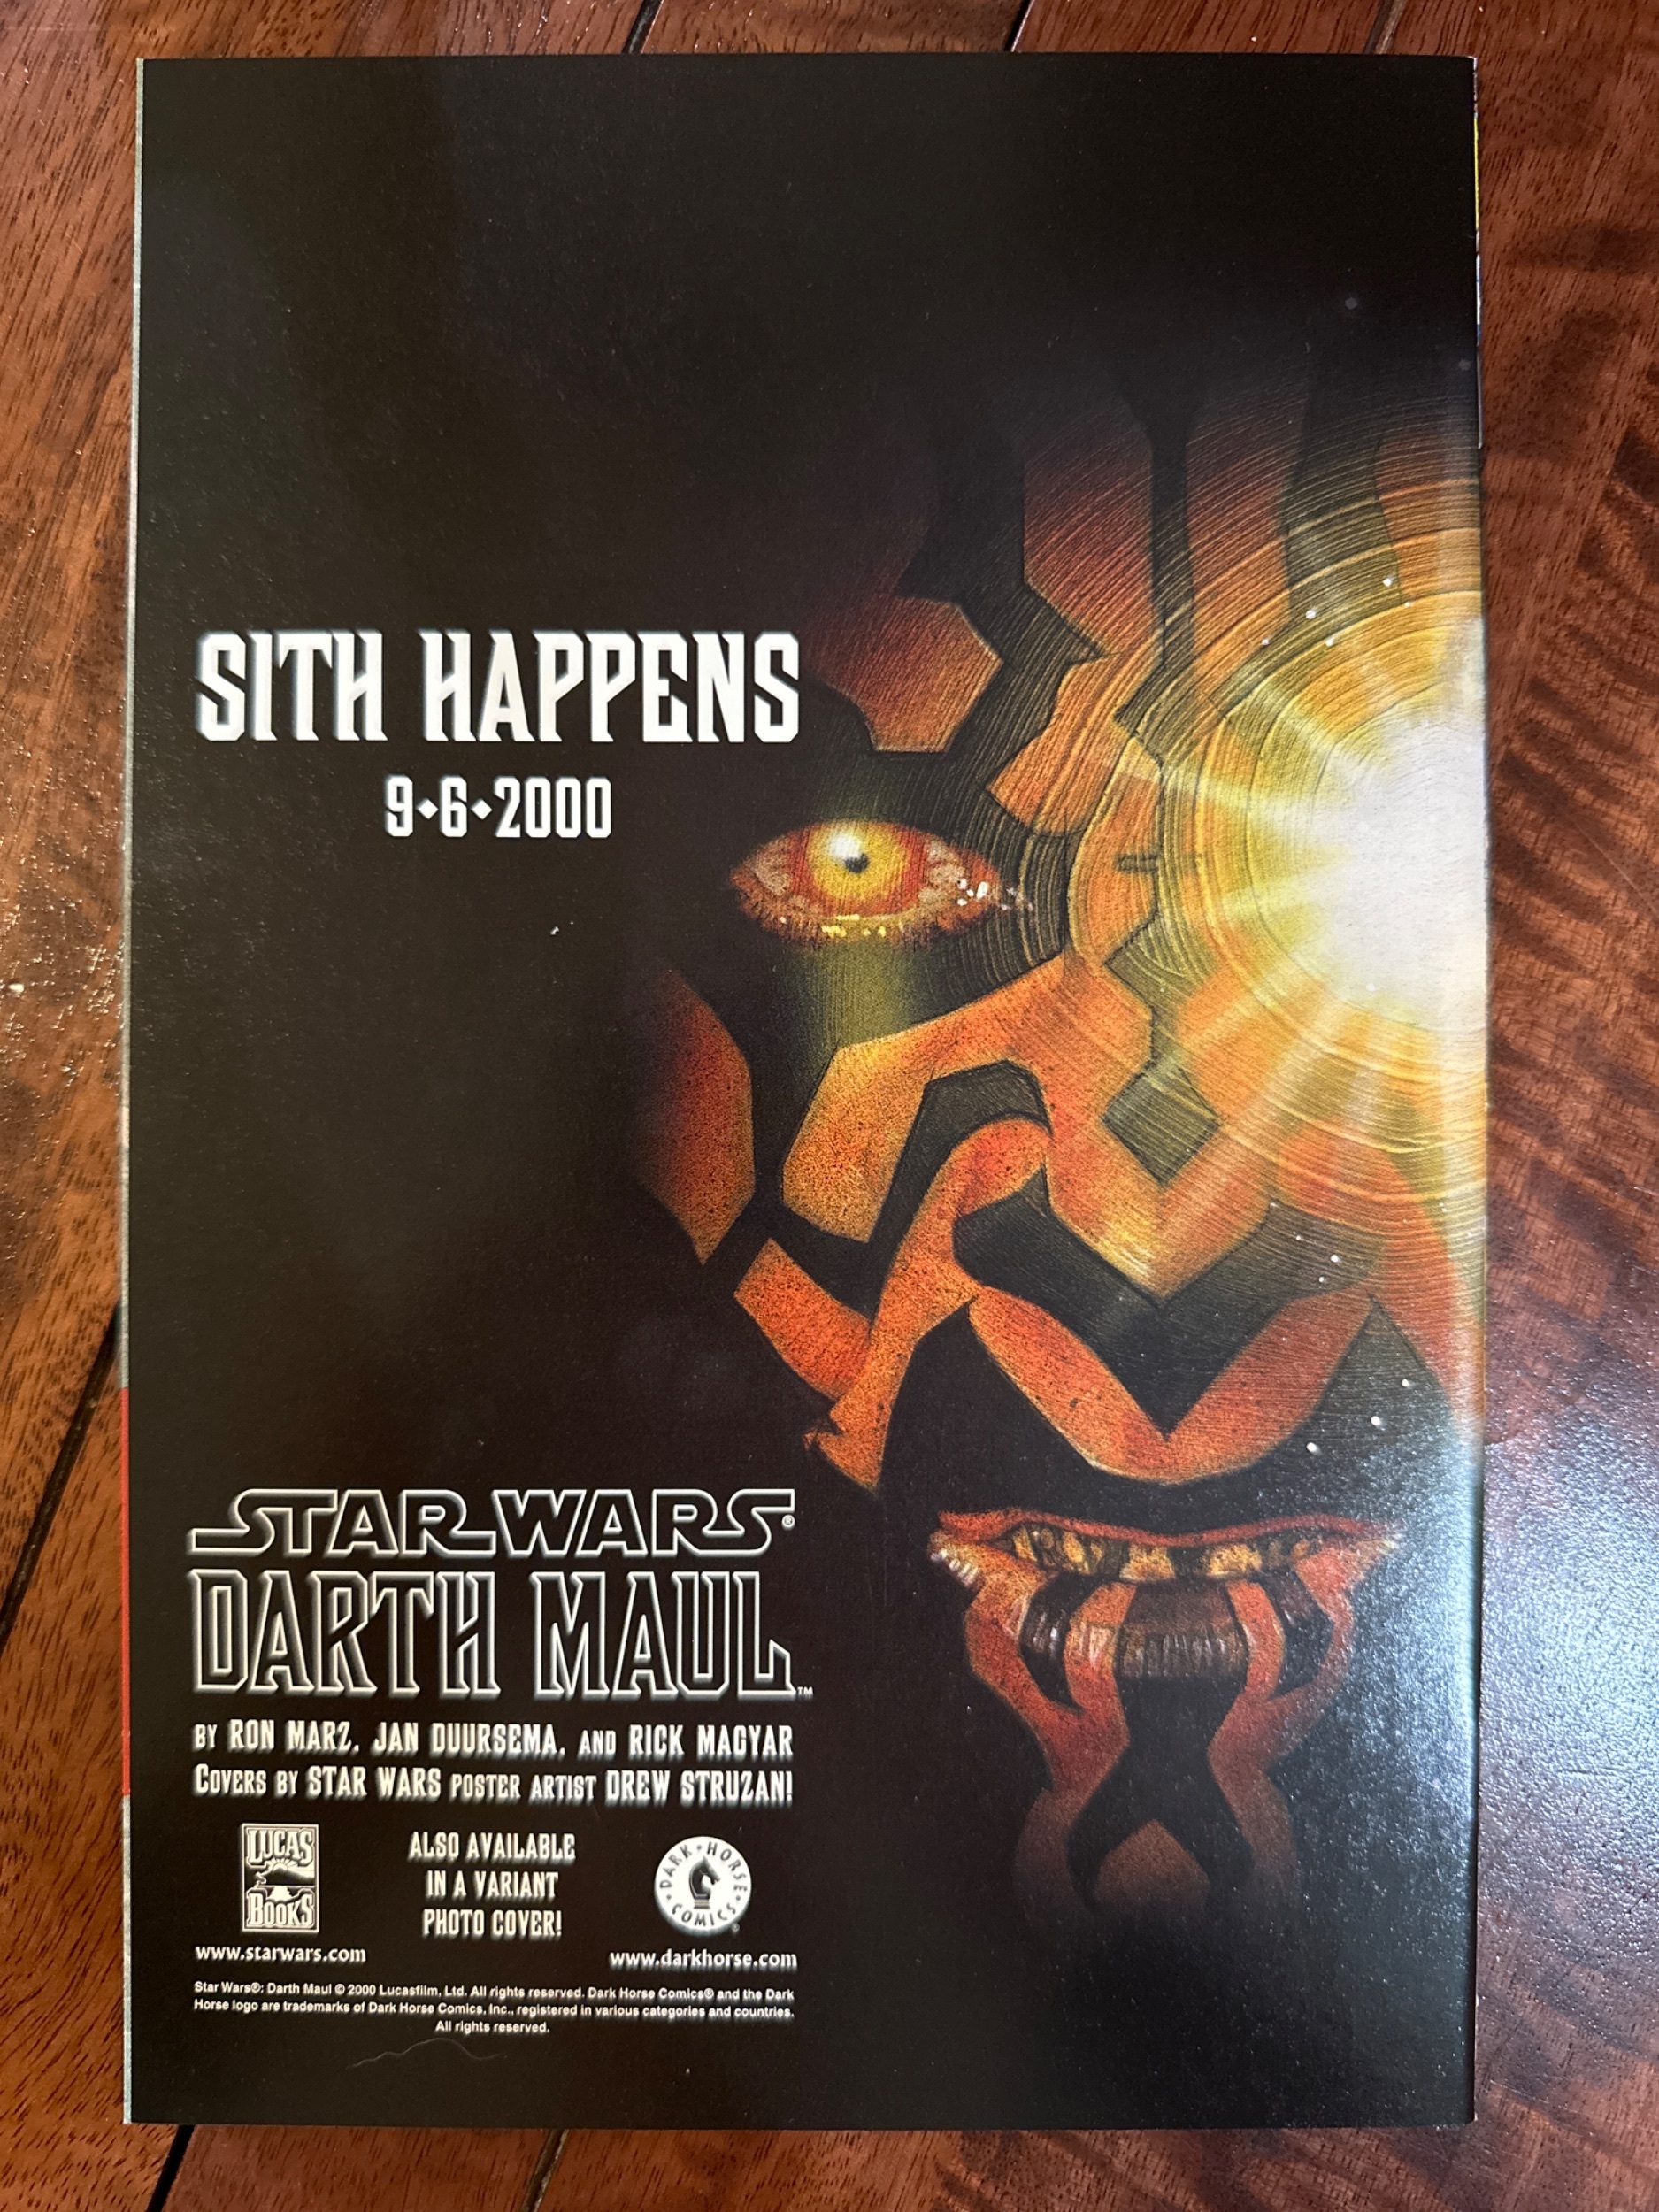 SITH HAPPENS
9•6•2000
STAR WARS®
DARTH MAUL™
BY RON MARZ, JAN DUURSEMA, AND RICK MAGYAR
COVERS BY STAR WARS POSTER ARTIST DREW STRUZAN!
LUCAS
BOOKS
ALSO AVAILABLE
IN A VARIANT
PHOTO COVER!
DARK HORSE
COMICS
www.starwars.com
www.darkhorse.com
Star Wars®: Darth Maul © 2000 Lucasfilm, Ltd. All rights reserved. Dark Horse Comics® and the Dark
Horse logo are trademarks of Dark Horse Comics, Inc., registered in various categories and countries.
All rights reserved.